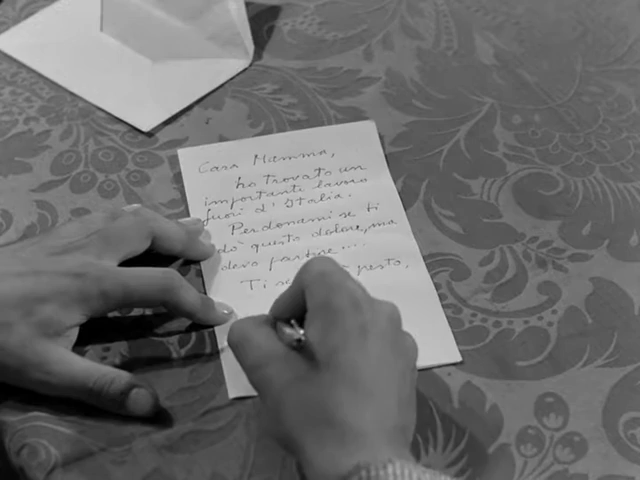 Cara Mamma,
ho trovato un
importante lavoro
fuori d'Italia.
Perdonami se ti
dò questo dolore, ma
devo partire...
Ti presto.